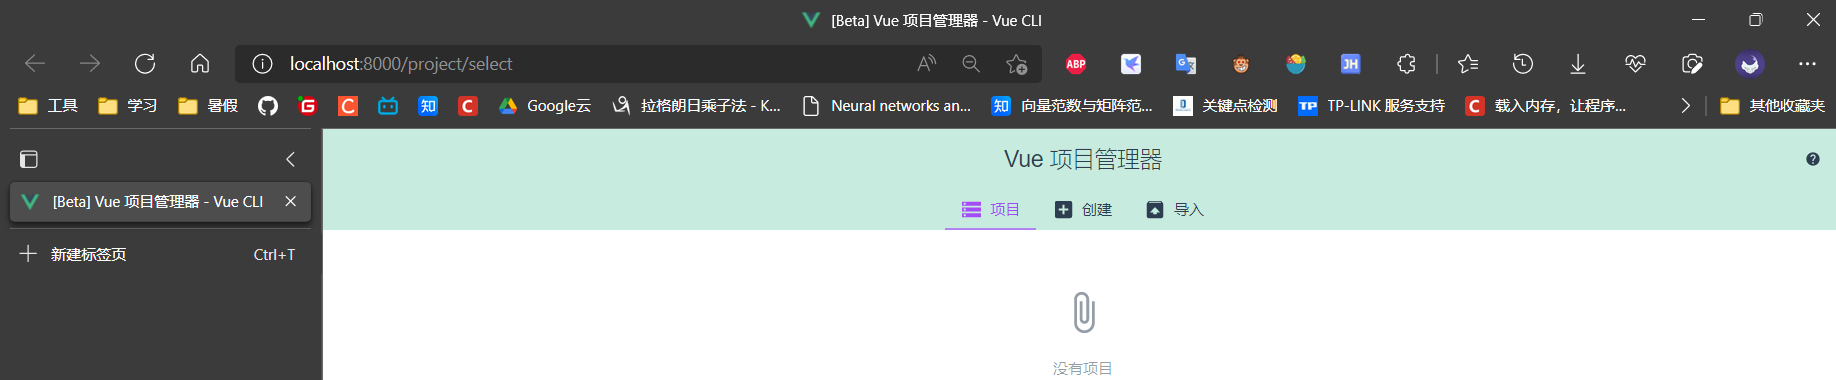 [Beta] Vue 项目管理器 - Vue CLI
localhost:8000/project/select
ABP
JH
工具 学习 暑假 G C 知 C Google云 拉格朗日乘子法 - K... Neural networks an... 知 向量范数与矩阵范... 关键点检测 TP TP-LINK 服务支持 C 载入内存，让程序... 其他收藏夹
Vue 项目管理器
[Beta] Vue 项目管理器 - Vue CLI
项目 创建 导入
新建标签页 Ctrl+T
没有项目